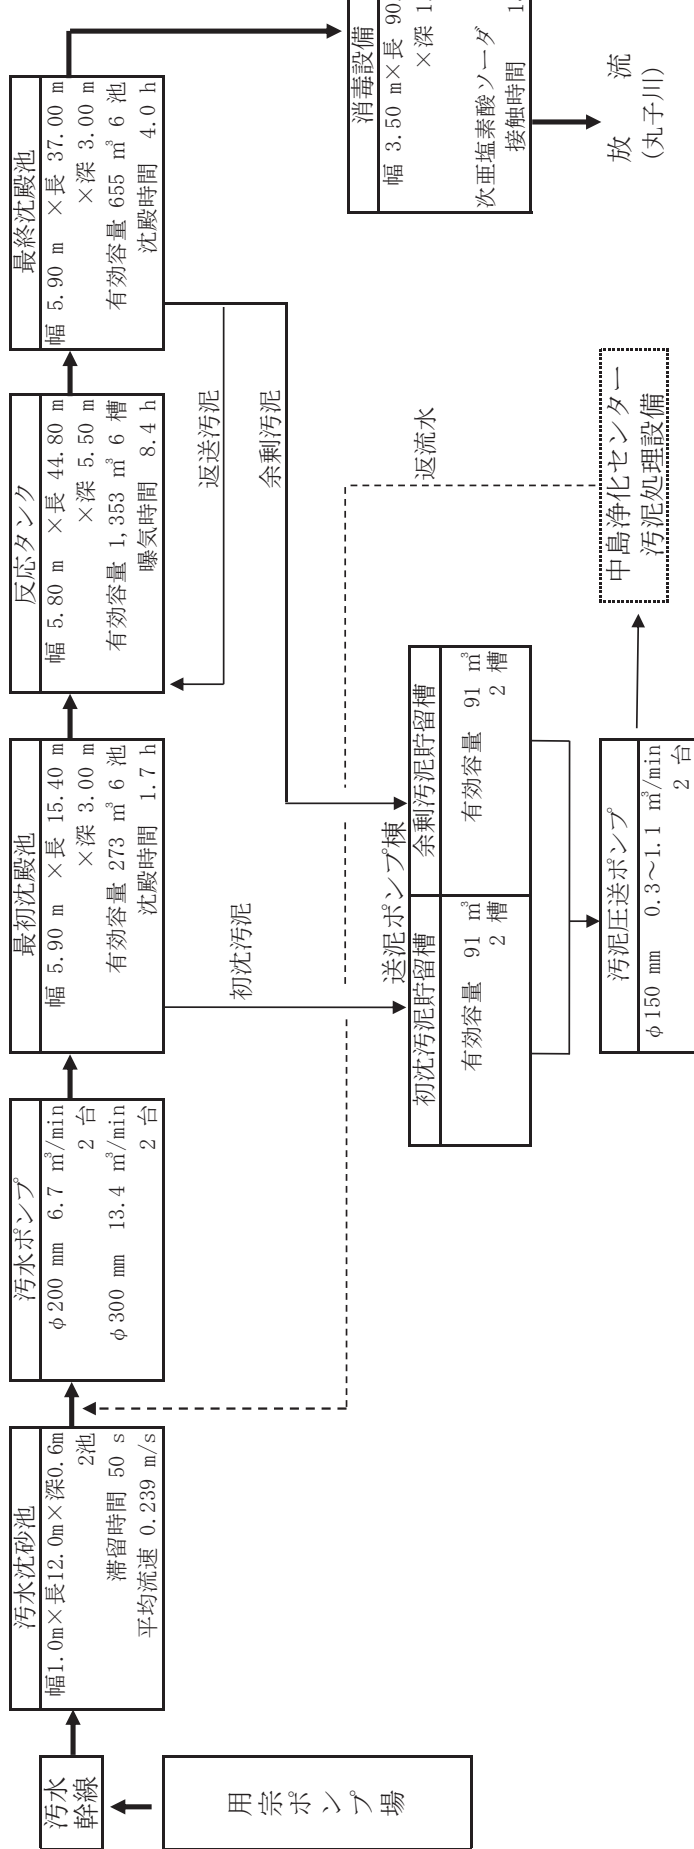 用宗ポンプ場
汚水
幹線
汚水沈砂池
幅1.0m×長12.0m×深0.6m
2池
滞留時間 50 s
平均流速 0.239 m/s
汚水ポンプ
φ200 mm 6.7 m³/min
2 台
φ300 mm 13.4 m³/min
2 台
最初沈殿池
幅 5.90 m ×長 15.40 m
×深 3.00 m
有効容量 273 m³ 6 池
沈殿時間 1.7 h
反応タンク
幅 5.80 m ×長 44.80 m
×深 5.50 m
有効容量 1,353 m³ 6 槽
曝気時間 8.4 h
最終沈殿池
幅 5.90 m ×長 37.00 m
×深 3.00 m
有効容量 655 m³ 6 池
沈殿時間 4.0 h
返送汚泥
余剰汚泥
初沈汚泥
消毒設備
幅 3.50 m×長 90.
×深 1.
次亜塩素酸ソーダ
接触時間 1
放 流
(丸子川)
返流水
送泥ポンプ棟
初沈汚泥貯留槽
有効容量 91 m³
2 槽
余剰汚泥貯留槽
有効容量 91 m³
2 槽
汚泥圧送ポンプ
φ150 mm 0.3～1.1 m³/min
2 台
中島浄化センター
汚泥処理設備